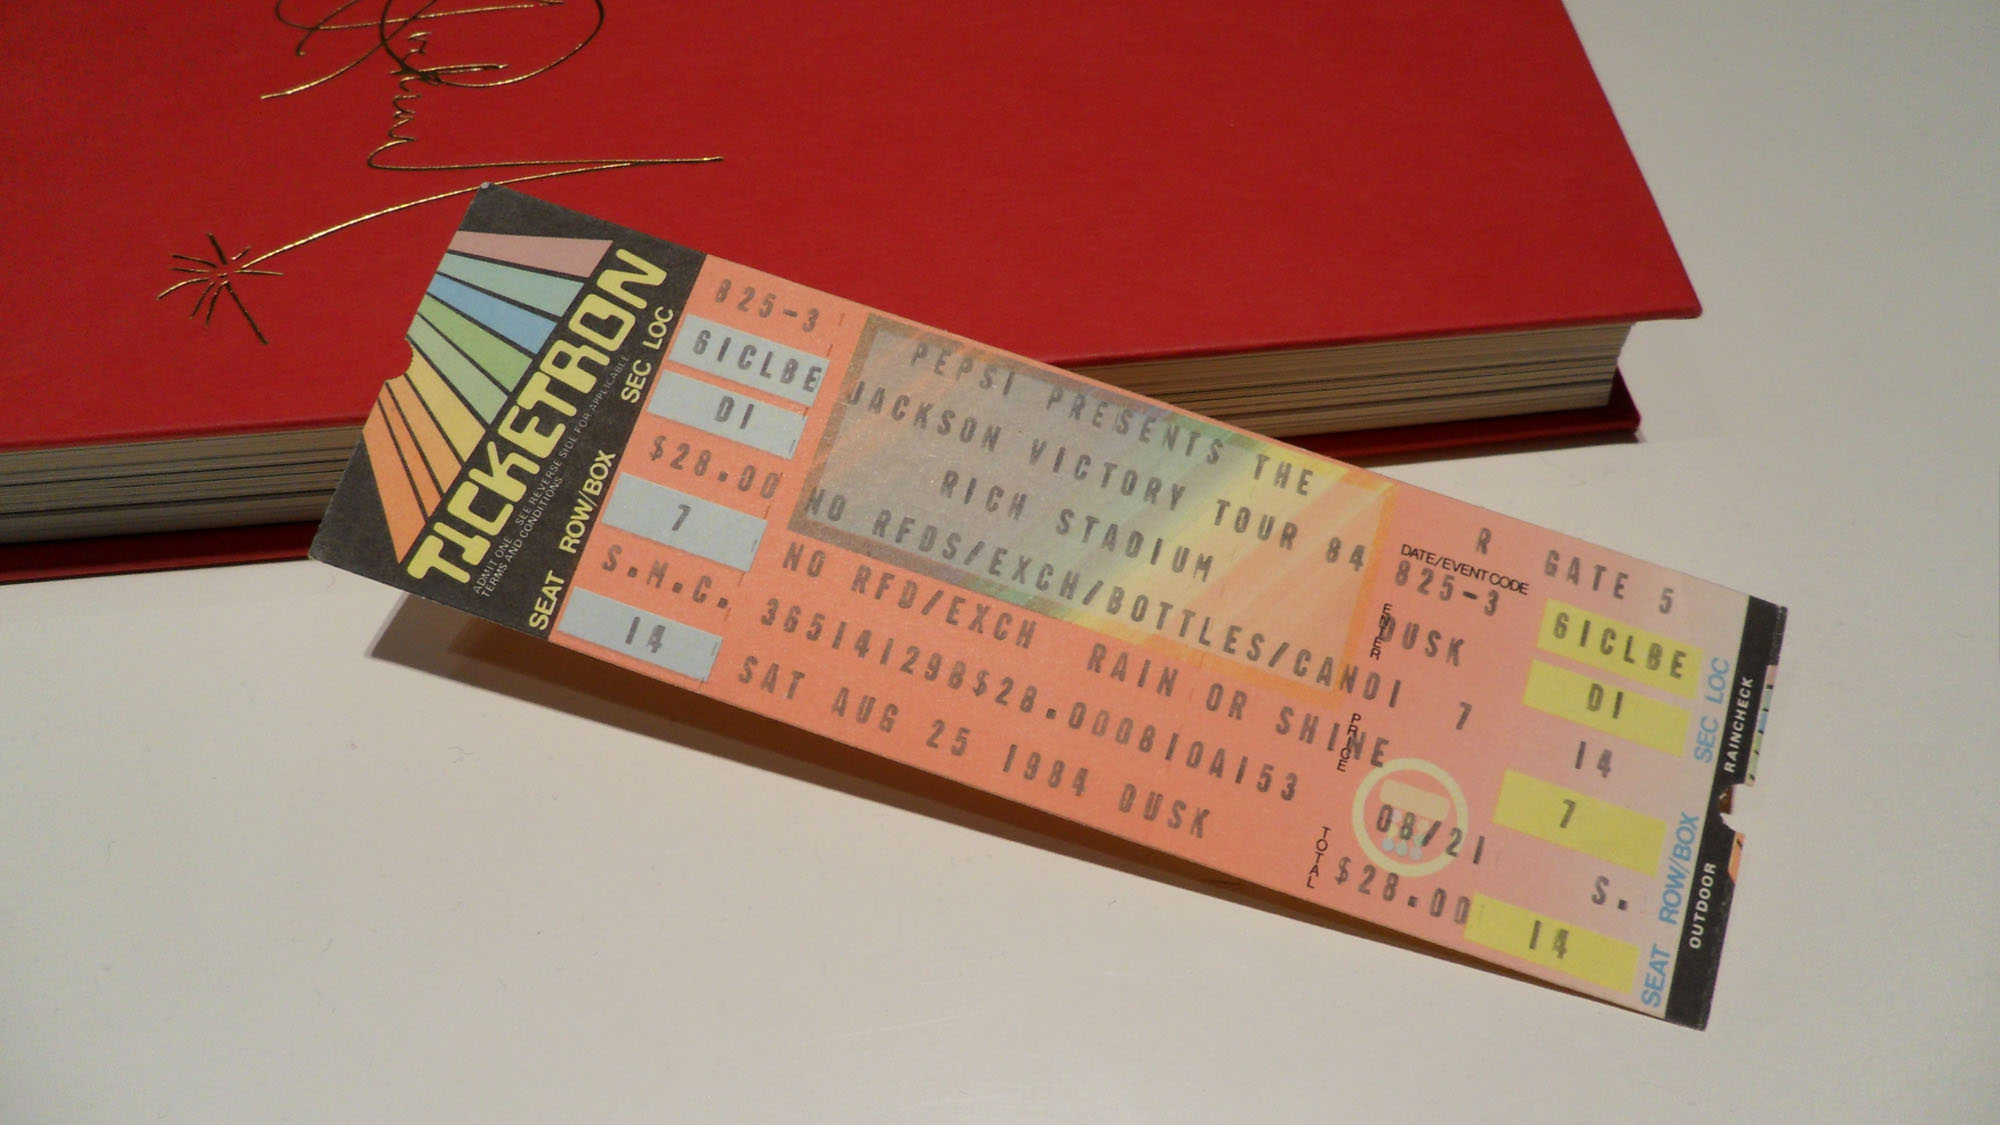 TICKETRON
ADMIT ONE SEE REVERSE SIDE FOR APPLICABLE
TERMS AND CONDITIONS
SEAT ROW/BOX SEC LOC
825-3
GICLBE
DI
$28.00
7
S.M.C.
14
PEPSI PRESENTS THE
JACKSON VICTORY TOUR 84
RICH STADIUM
NO RFDS/EXCH/BOTTLES/CANDI
NO RFD/EXCH RAIN OR SHINE
365141298$28.000810A153
SAT AUG 25 1984 DUSK
R GATE 5
DATE/EVENT CODE
825-3
ENTER
DUSK
7
PRICE
14
08/21
TOTAL
$28.00
GICLBE
DI
7
S.
14
SEAT ROW/BOX SEC LOC
OUTDOOR RAINCHECK